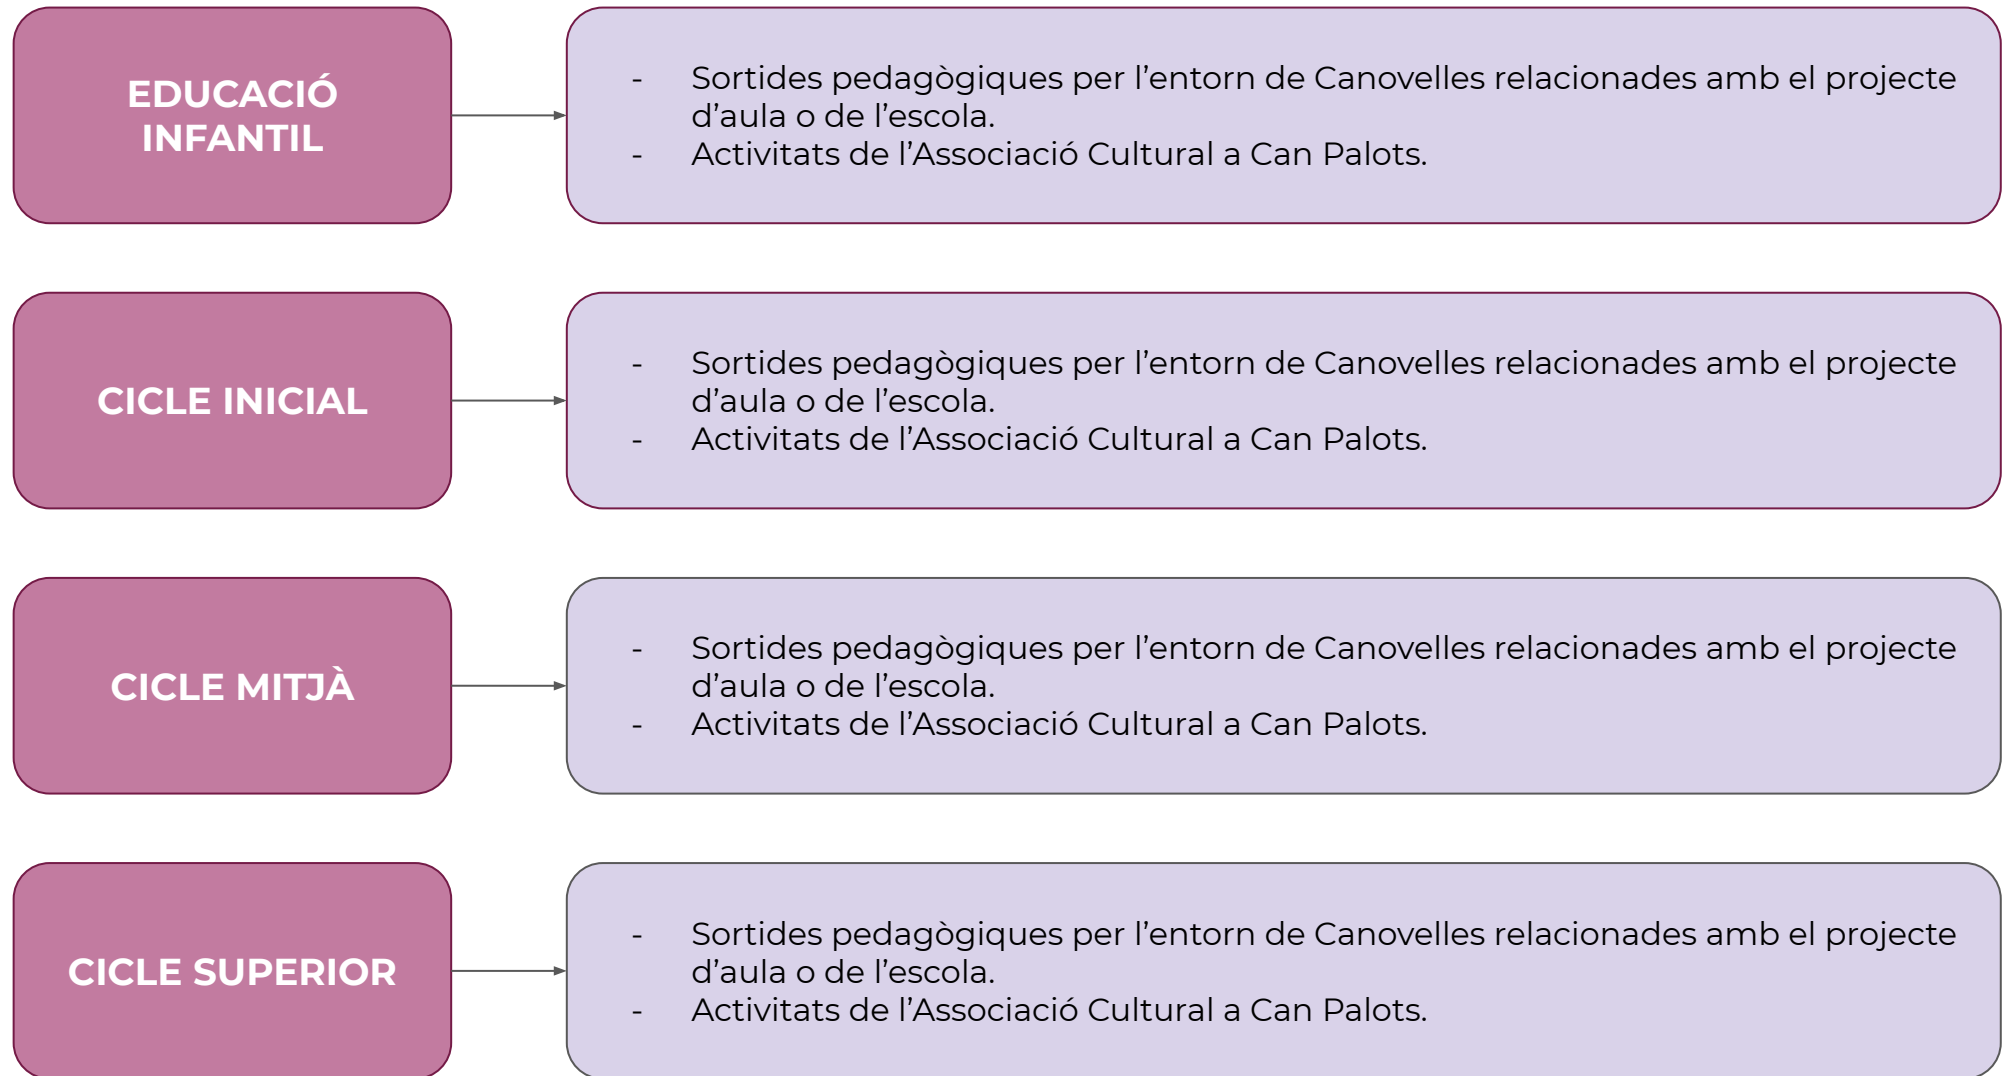 EDUCACIÓ
INFANTIL
- Sortides pedagògiques per l’entorn de Canovelles relacionades amb el projecte
d’aula o de l’escola.
- Activitats de l’Associació Cultural a Can Palots.
CICLE INICIAL
- Sortides pedagògiques per l’entorn de Canovelles relacionades amb el projecte
d’aula o de l’escola.
- Activitats de l’Associació Cultural a Can Palots.
CICLE MITJÀ
- Sortides pedagògiques per l’entorn de Canovelles relacionades amb el projecte
d’aula o de l’escola.
- Activitats de l’Associació Cultural a Can Palots.
CICLE SUPERIOR
- Sortides pedagògiques per l’entorn de Canovelles relacionades amb el projecte
d’aula o de l’escola.
- Activitats de l’Associació Cultural a Can Palots.